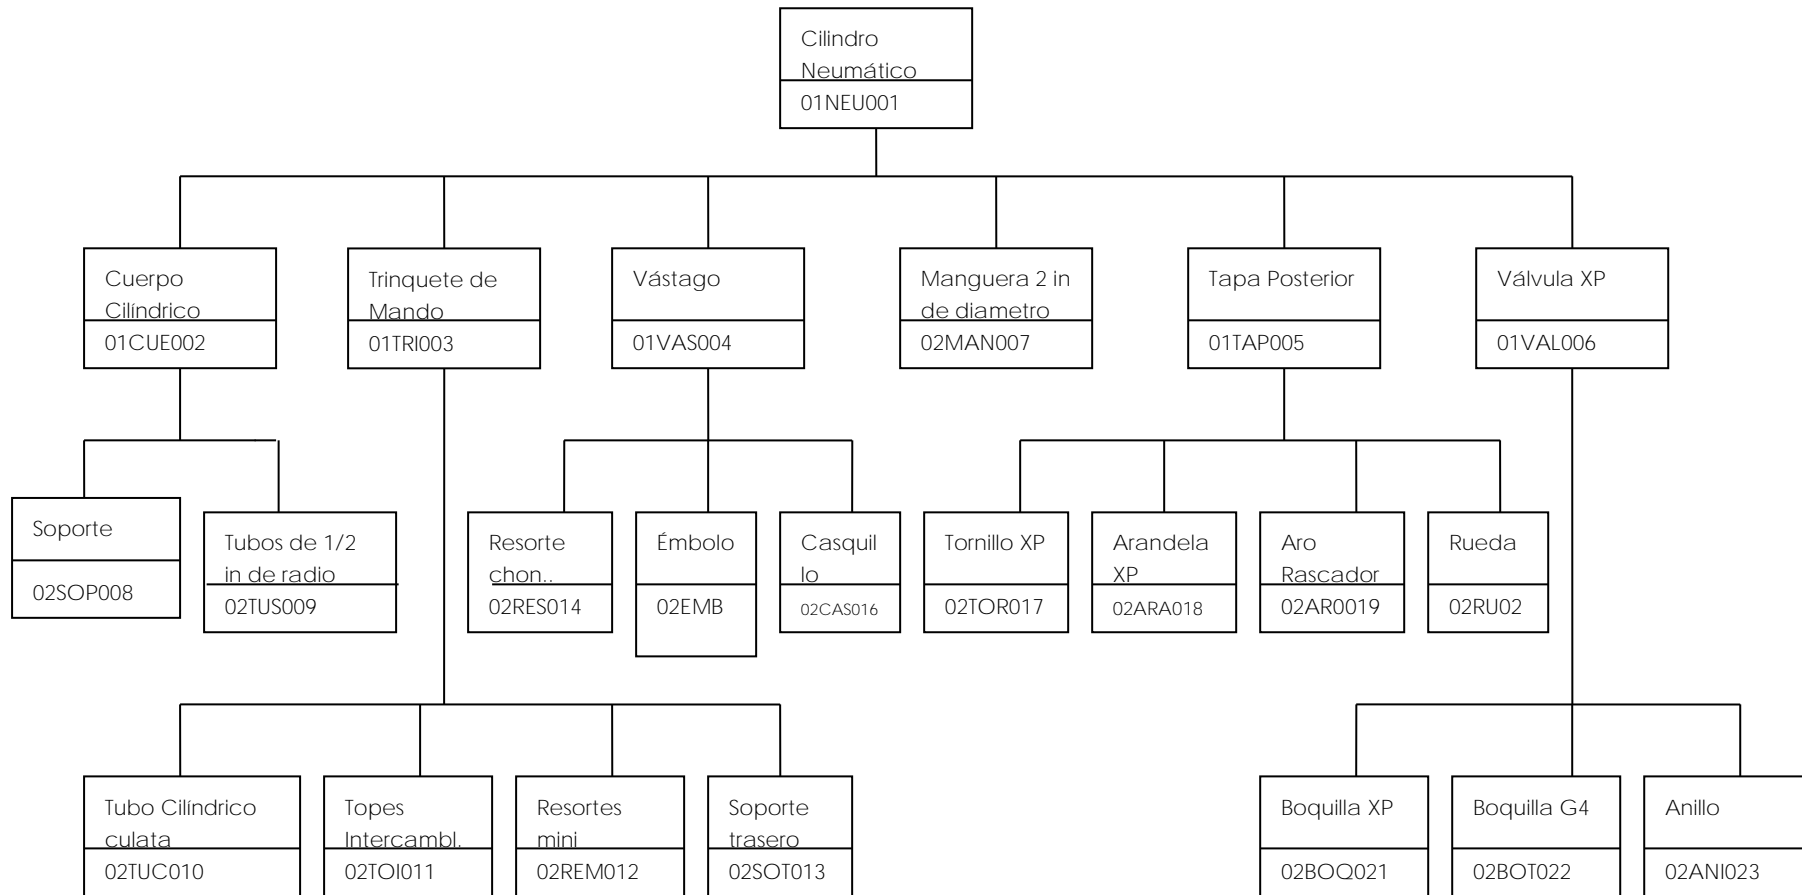 Cilindro
Neumático
01NEU001
Cuerpo
Cilíndrico
01CUE002
Trinquete de
Mando
01TRI003
Vástago
01VAS004
Manguera 2 in
de diametro
02MAN007
Tapa Posterior
01TAP005
Válvula XP
01VAL006
Soporte
02SOP008
Tubos de 1/2
in de radio
02TUS009
Resorte
chon..
02RES014
Émbolo
02EMB
Casquil
lo
02CAS016
Tornillo XP
02TOR017
Arandela
XP
02ARA018
Aro
Rascador
02AR0019
Rueda
02RU02
Tubo Cilíndrico
culata
02TUC010
Topes
Intercambl.
02TOI011
Resortes
mini
02REM012
Soporte
trasero
02SOT013
Boquilla XP
02BOQ021
Boquilla G4
02BOT022
Anillo
02ANI023